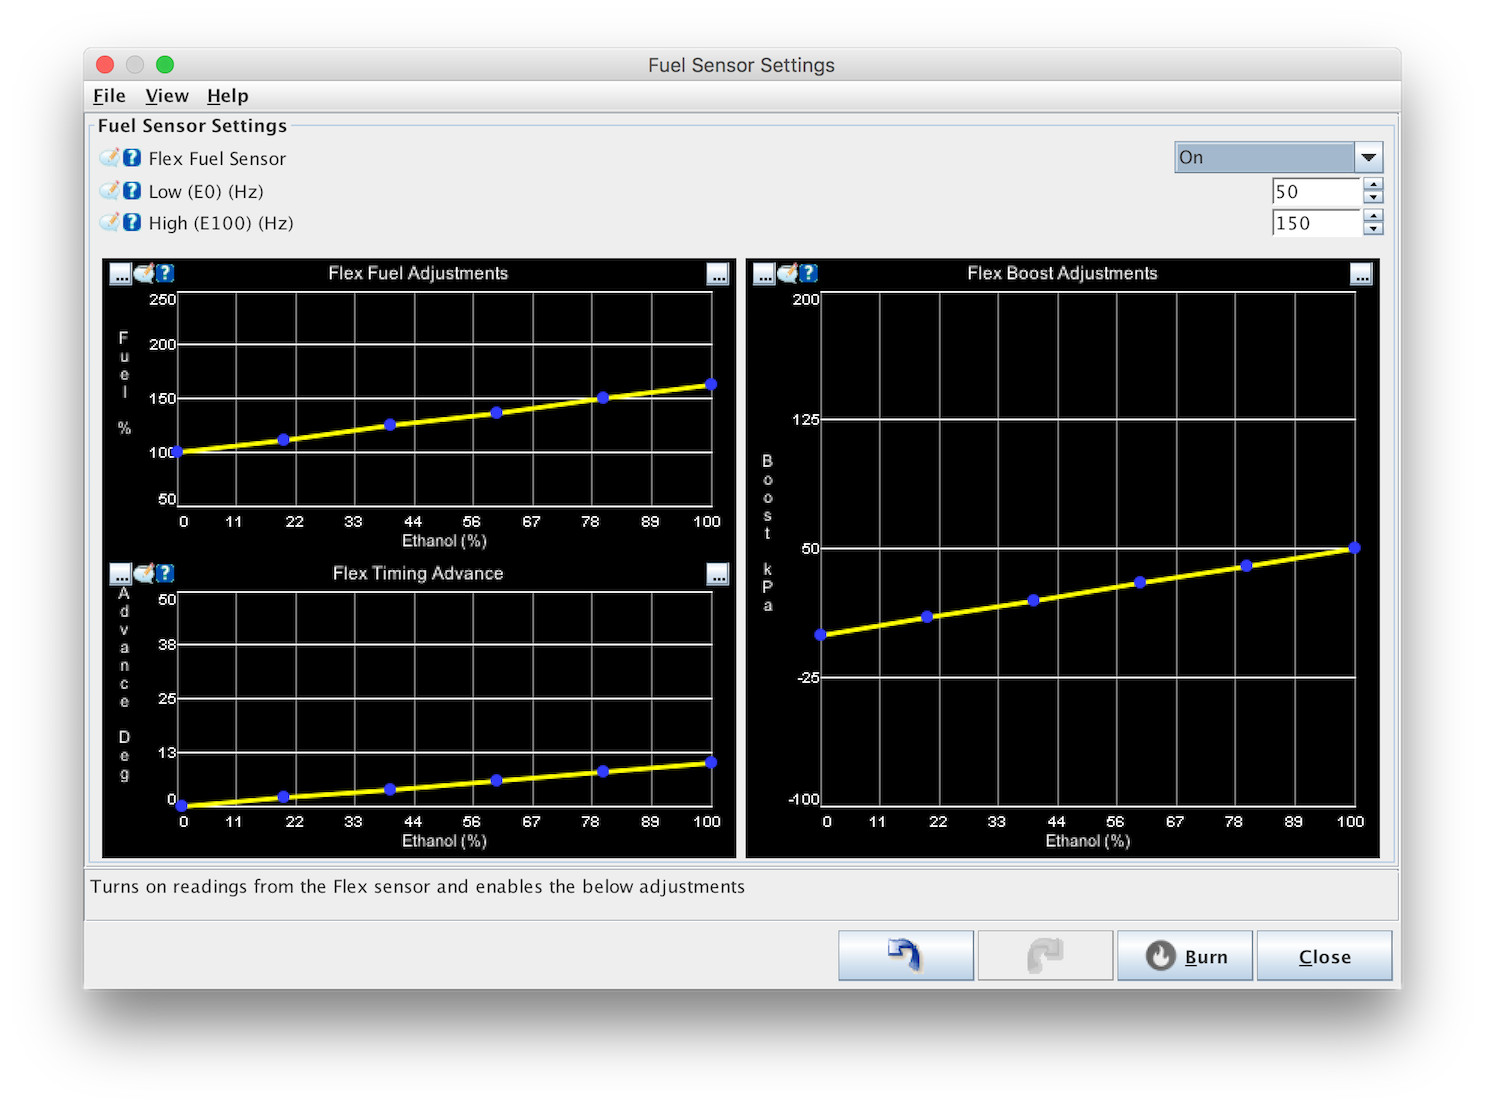 Fuel Sensor Settings
File View Help
Fuel Sensor Settings
Flex Fuel Sensor On
Low (E0) (Hz) 50
High (E100) (Hz) 150
... Flex Fuel Adjustments ...
Fuel %
250
200
150
100
50
0 11 22 33 44 56 67 78 89 100
Ethanol (%)
... Flex Timing Advance ...
Advance Deg
50
38
25
13
0
0 11 22 33 44 56 67 78 89 100
Ethanol (%)
... Flex Boost Adjustments ...
Boost kPa
200
125
50
-25
-100
0 11 22 33 44 56 67 78 89 100
Ethanol (%)
Turns on readings from the Flex sensor and enables the below adjustments
Burn Close